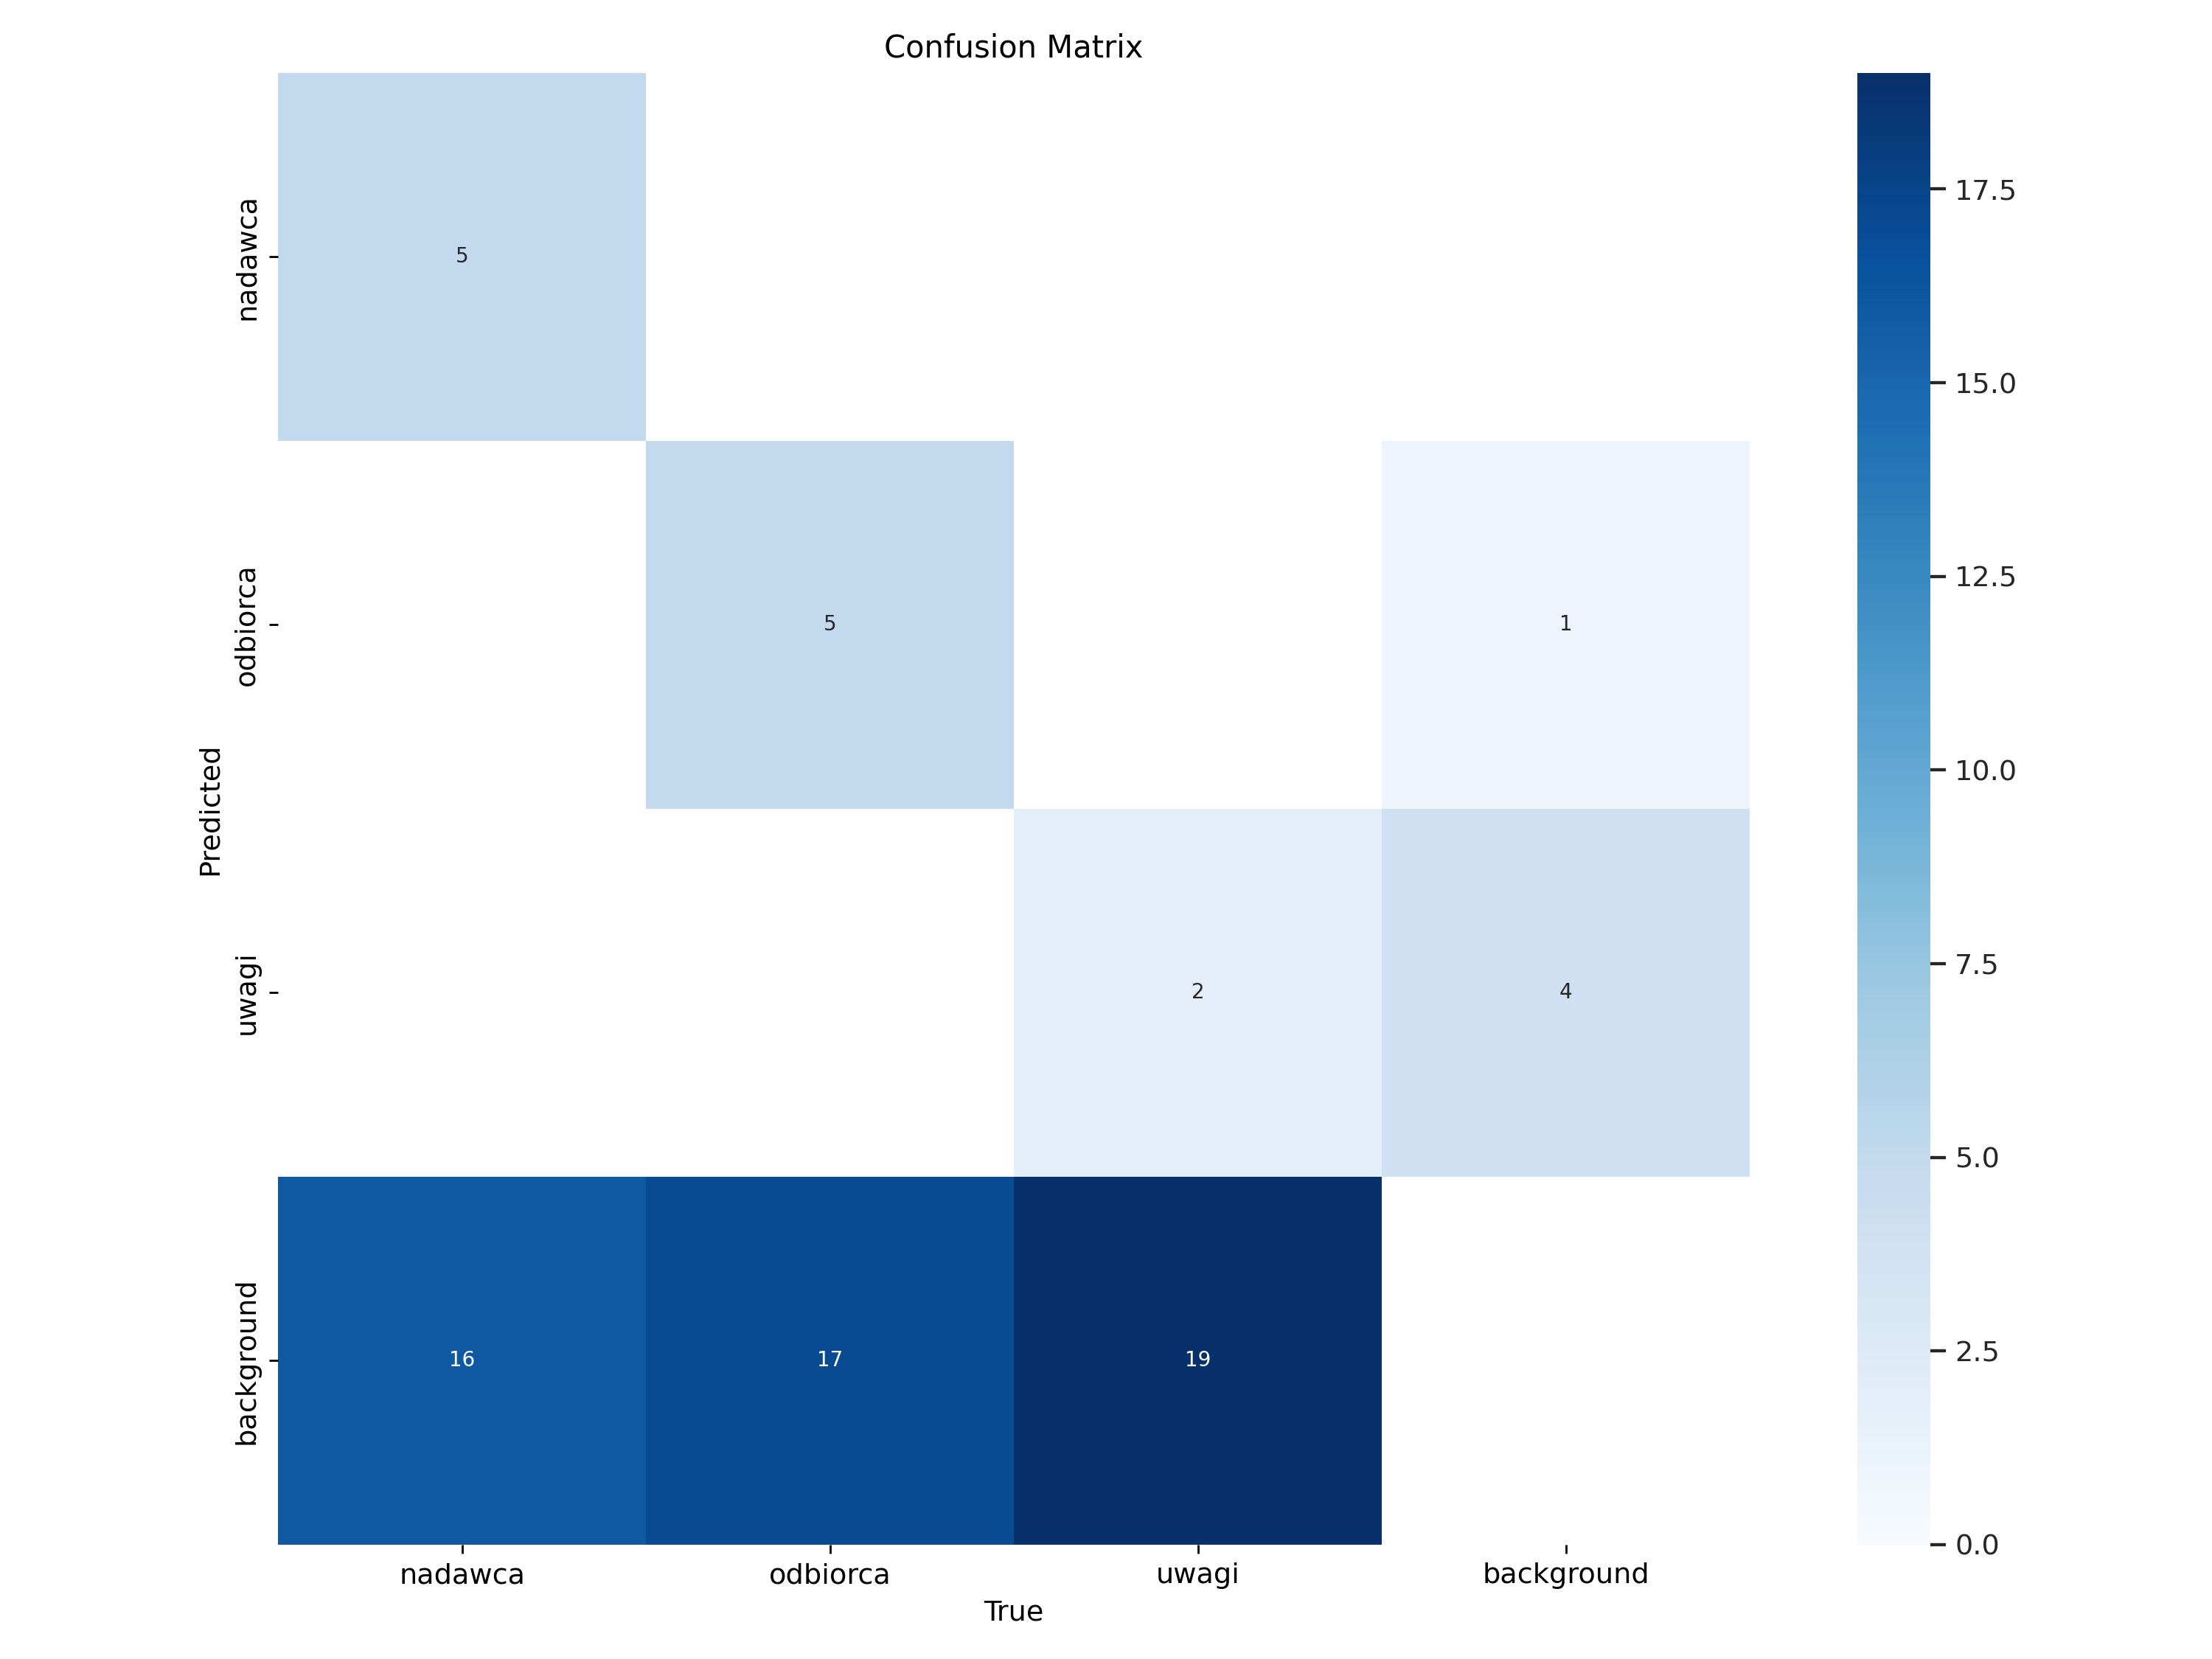 Confusion Matrix
nadawca
5
odbiorca
5
1
uwagi
2
4
background
16
17
19
Predicted
nadawca
odbiorca
uwagi
background
True
17.5
15.0
12.5
10.0
7.5
5.0
2.5
0.0